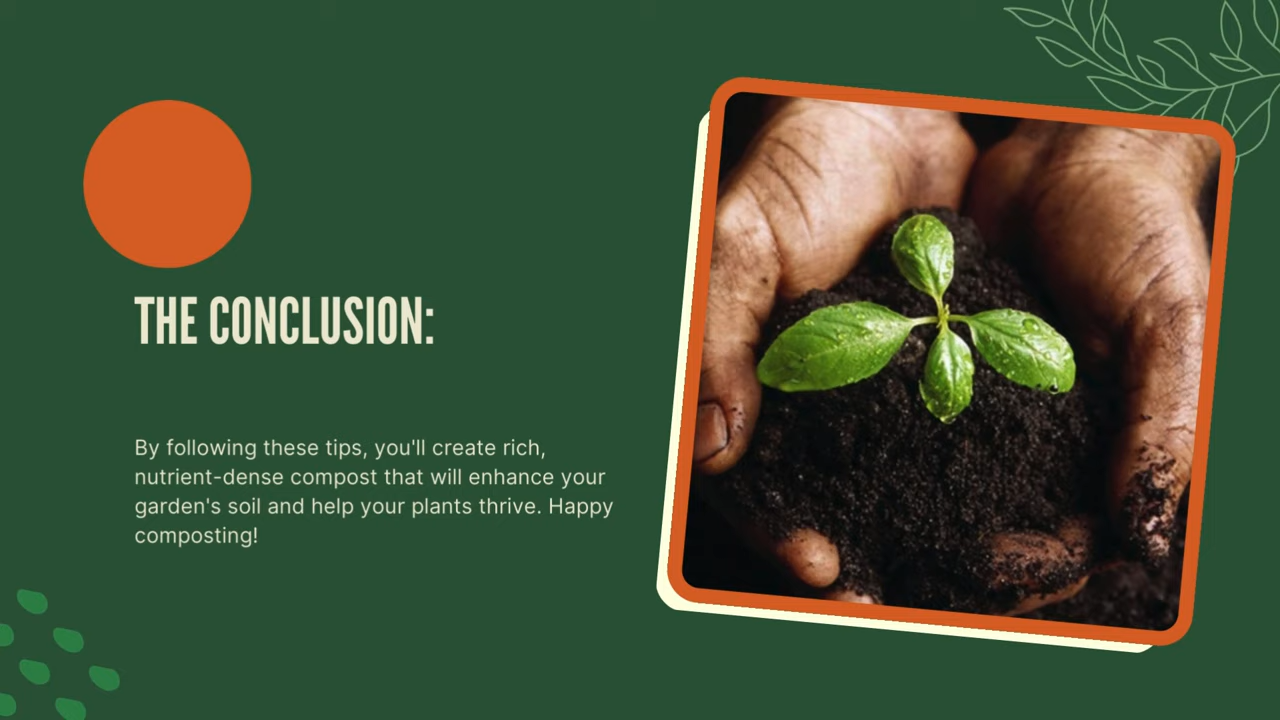 THE CONCLUSION:
By following these tips, you'll create rich,
nutrient-dense compost that will enhance your
garden's soil and help your plants thrive. Happy
composting!